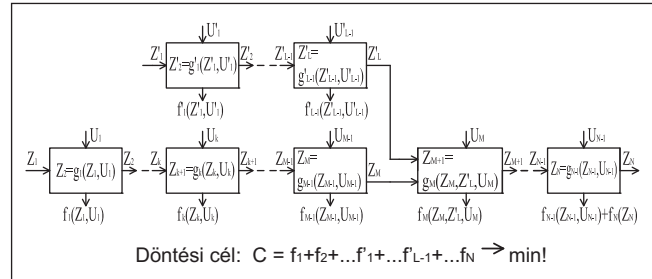 U'1 U'L-1
Z'1 Z'2=g'1(Z'1,U'1) Z'2 Z'L-1 Z'L= g'L-1(Z'L-1,U'L-1) Z'L
f'1(Z'1,U'1) f'L-1(Z'L-1,U'L-1)
U1 Uk UM-1 UM UN-1
Z1 Z2=g1(Z1,U1) Z2 Zk Zk+1=gk(Zk,Uk) Zk+1 ZM-1 ZM= gM-1(ZM-1,UM-1) ZM ZM+1= gM(ZM,Z'L,UM) ZM+1 ZN-1 ZN=gN-1(ZN-1,UN-1) ZN
f1(Z1,U1) fk(Zk,Uk) fM-1(ZM-1,UM-1) fM(ZM,Z'L,UM) fN-1(ZN-1,UN-1)+fN(ZN)
Döntési cél: C = f1+f2+...f'1+...f'L-1+...fN → min!